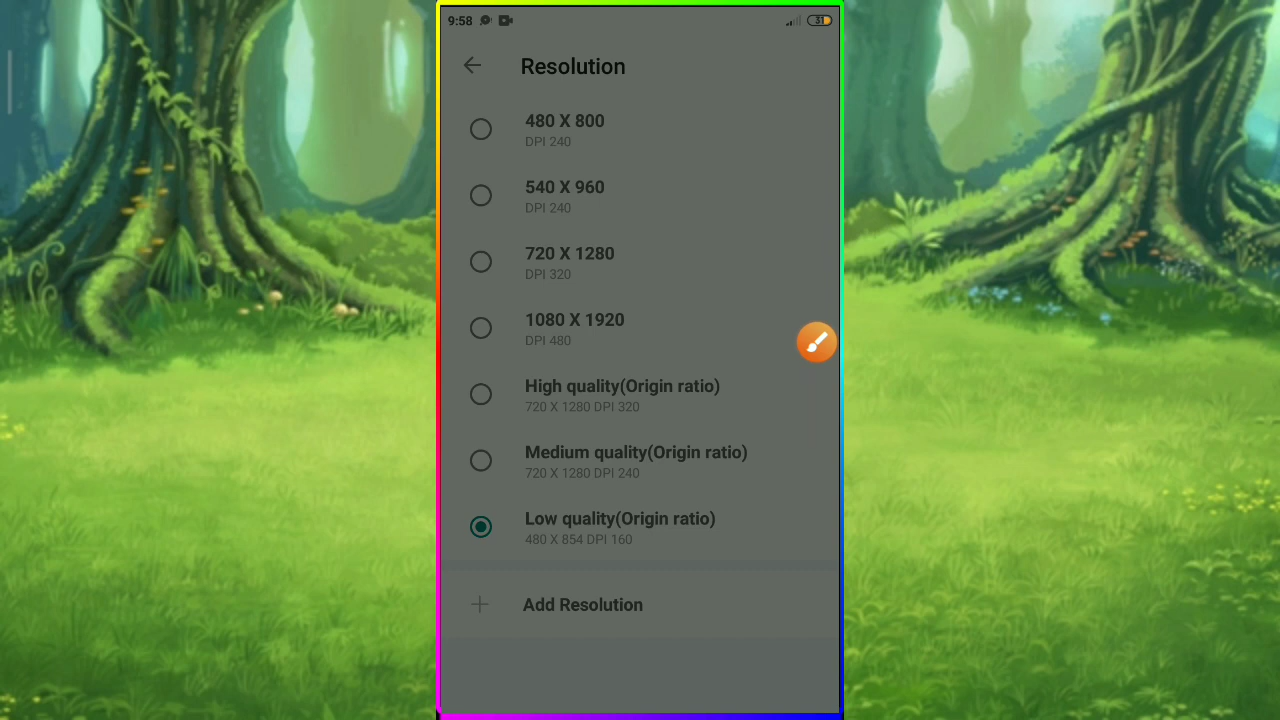 9:58
31
Resolution
480 X 800
DPI 240
540 X 960
DPI 240
720 X 1280
DPI 320
1080 X 1920
DPI 480
High quality(Origin ratio)
720 X 1280 DPI 320
Medium quality(Origin ratio)
720 X 1280 DPI 240
Low quality(Origin ratio)
480 X 854 DPI 160
Add Resolution